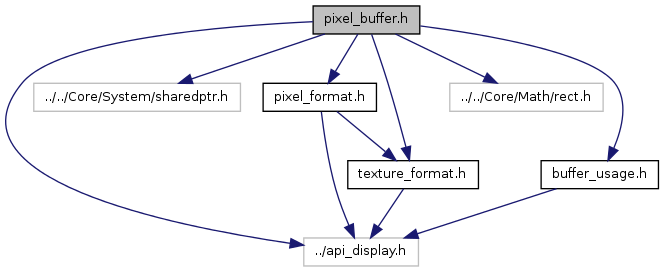 pixel_buffer.h
../../Core/System/sharedptr.h
pixel_format.h
../../Core/Math/rect.h
texture_format.h
buffer_usage.h
../api_display.h